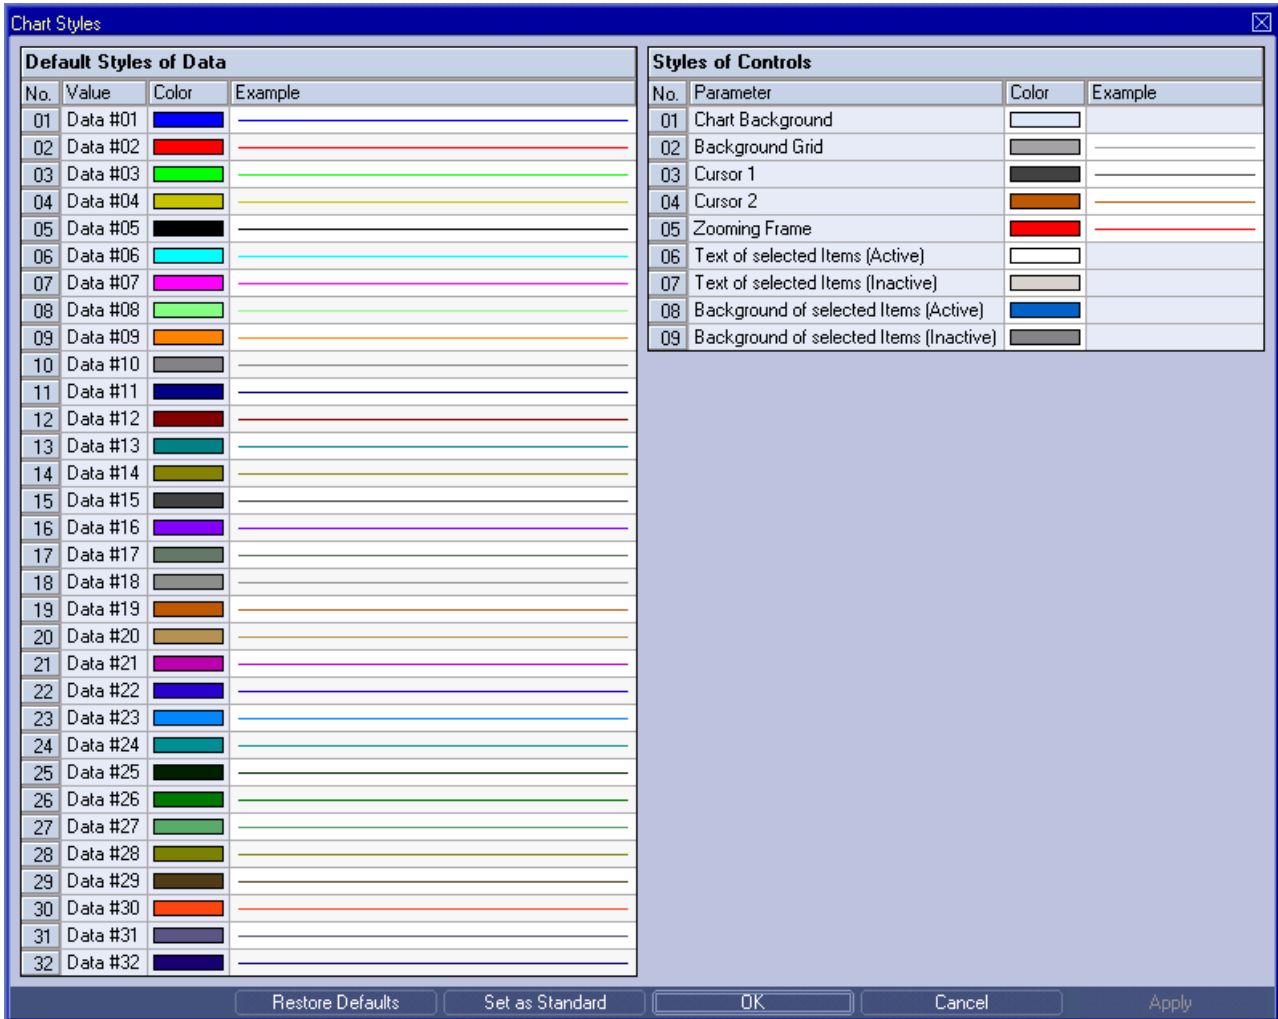 Chart Styles
Default Styles of Data
No. Value Color Example
01 Data #01
02 Data #02
03 Data #03
04 Data #04
05 Data #05
06 Data #06
07 Data #07
08 Data #08
09 Data #09
10 Data #10
11 Data #11
12 Data #12
13 Data #13
14 Data #14
15 Data #15
16 Data #16
17 Data #17
18 Data #18
19 Data #19
20 Data #20
21 Data #21
22 Data #22
23 Data #23
24 Data #24
25 Data #25
26 Data #26
27 Data #27
28 Data #28
29 Data #29
30 Data #30
31 Data #31
32 Data #32
Styles of Controls
No. Parameter Color Example
01 Chart Background
02 Background Grid
03 Cursor 1
04 Cursor 2
05 Zooming Frame
06 Text of selected Items (Active)
07 Text of selected Items (Inactive)
08 Background of selected Items (Active)
09 Background of selected Items (Inactive)
Restore Defaults Set as Standard OK Cancel Apply